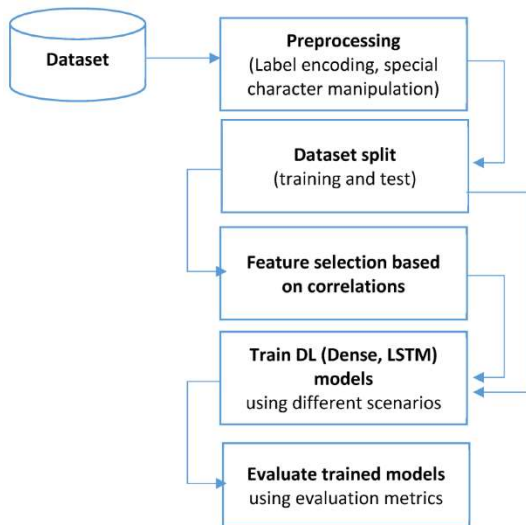 Dataset
Preprocessing
(Label encoding, special
character manipulation)
Dataset split
(training and test)
Feature selection based
on correlations
Train DL (Dense, LSTM)
models
using different scenarios
Evaluate trained models
using evaluation metrics